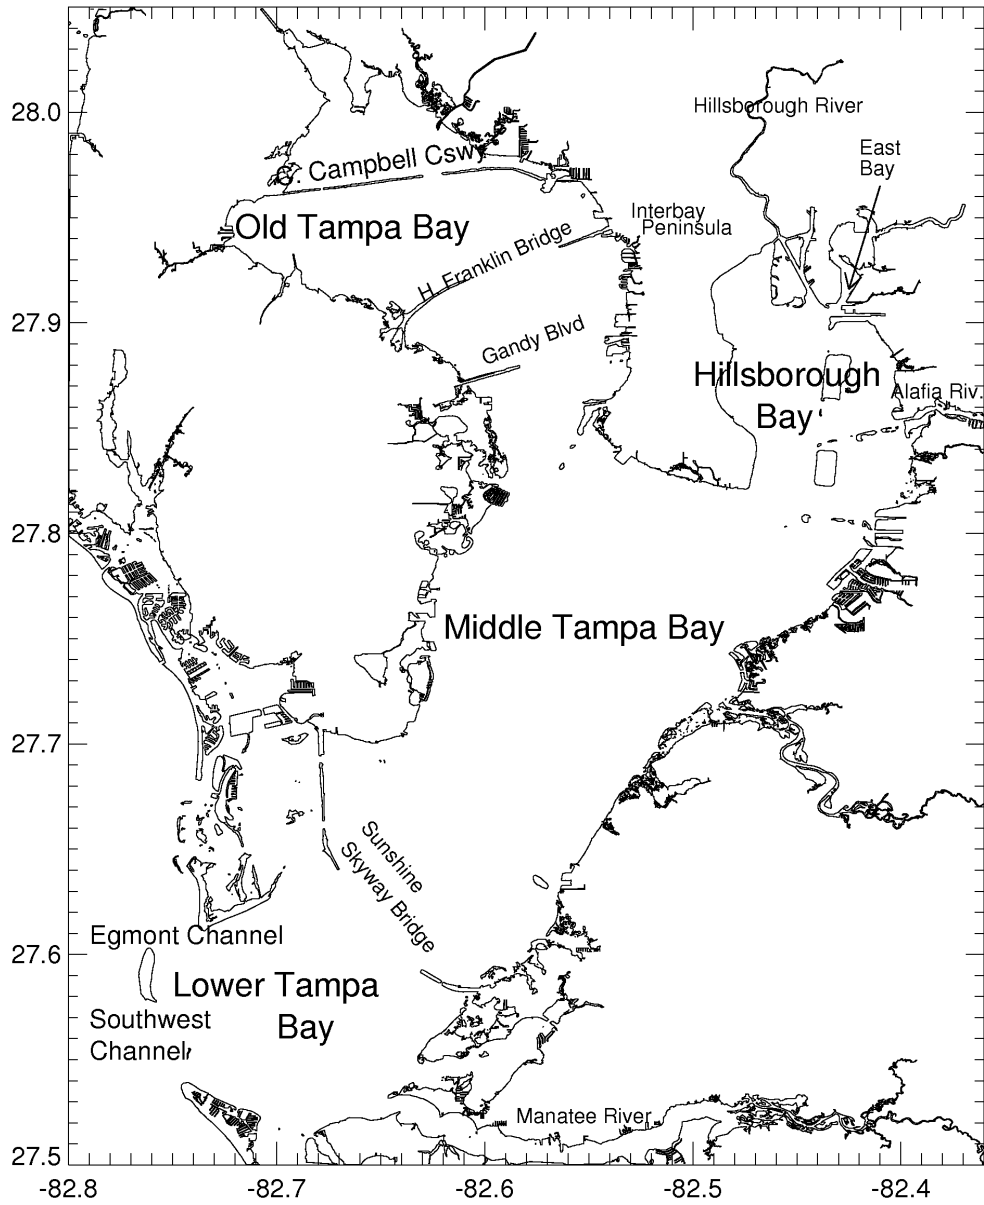 28.0
Hillsborough River
East
Bay
. Campbell Cswy
Interbay
Peninsula
Old Tampa Bay
H. Franklin Bridge
27.9
Gandy Blvd
Hillsborough
Bay
Alafia Riv.
27.8
Middle Tampa Bay
27.7
Sunshine
Skyway Bridge
Egmont Channel
27.6
Lower Tampa
Bay
Southwest
Channel
Manatee River
27.5
-82.8 -82.7 -82.6 -82.5 -82.4